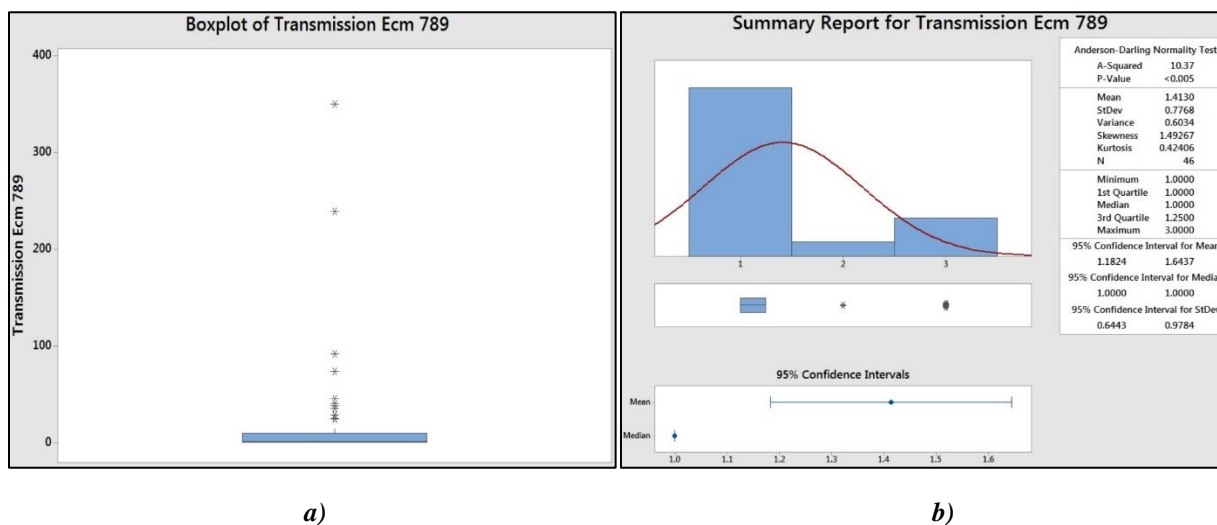 Boxplot of Transmission Ecm 789
Transmission Ecm 789
400
300
200
100
0
Summary Report for Transmission Ecm 789
1 2 3
Anderson-Darling Normality Test
A-Squared 10.37
P-Value <0.005
Mean 1.4130
StDev 0.7768
Variance 0.6034
Skewness 1.49267
Kurtosis 0.42406
N 46
Minimum 1.0000
1st Quartile 1.0000
Median 1.0000
3rd Quartile 1.2500
Maximum 3.0000
95% Confidence Interval for Mean
1.1824 1.6437
95% Confidence Interval for Media
1.0000 1.0000
95% Confidence Interval for StDev
0.6443 0.9784
95% Confidence Intervals
Mean
Median
1.0 1.1 1.2 1.3 1.4 1.5 1.6
a) b)